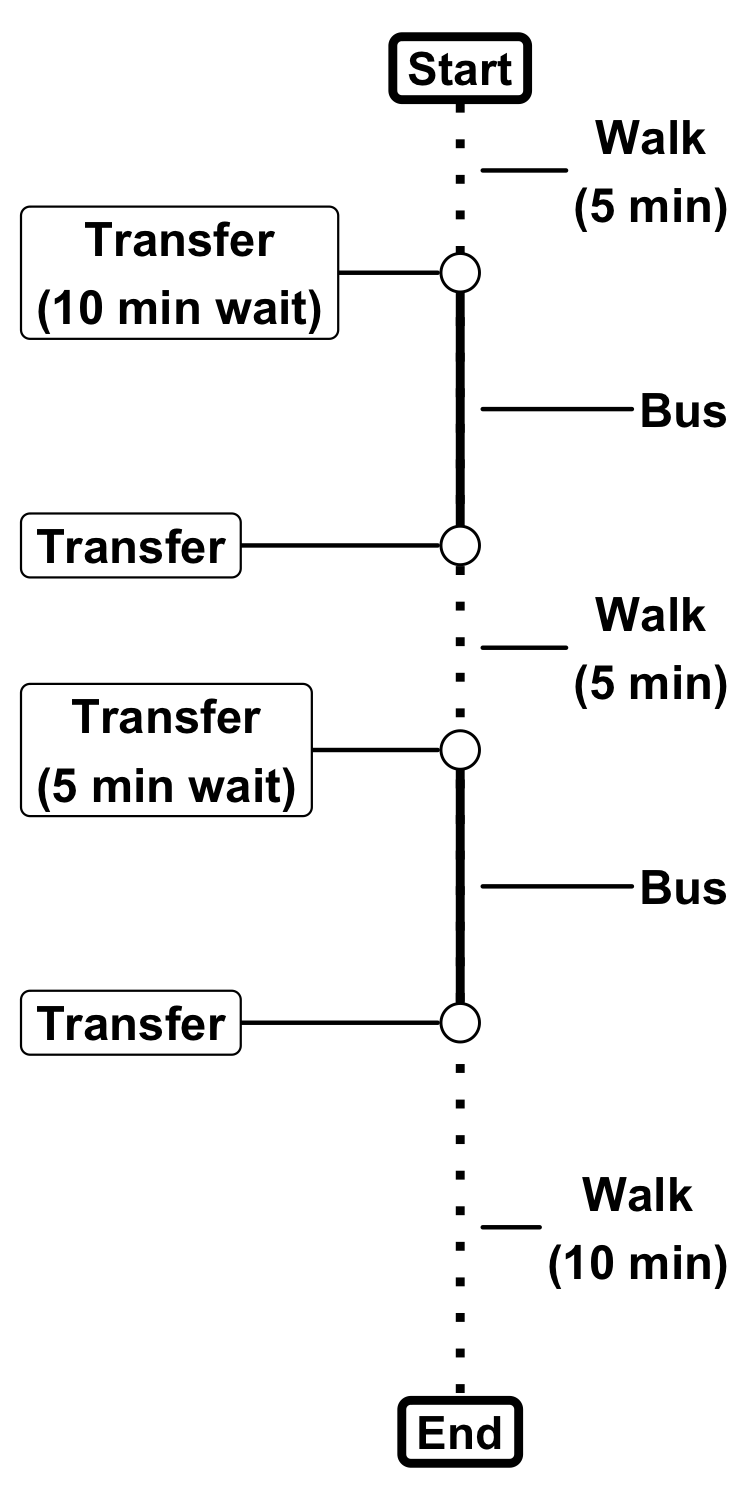 Start
Walk
(5 min)
Transfer
(10 min wait)
Bus
Transfer
Walk
(5 min)
Transfer
(5 min wait)
Bus
Transfer
Walk
(10 min)
End